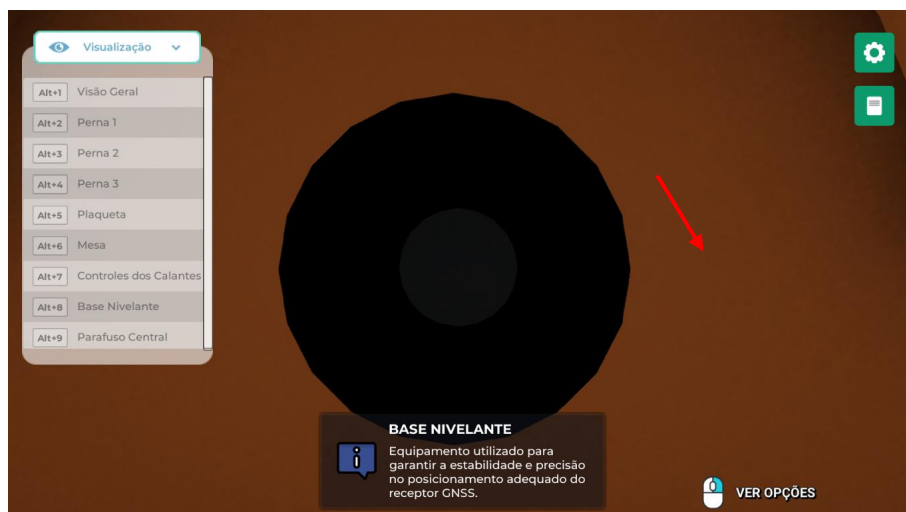 Visualização
Alt+1 Visão Geral
Alt+2 Perna 1
Alt+3 Perna 2
Alt+4 Perna 3
Alt+5 Plaqueta
Alt+6 Mesa
Alt+7 Controles dos Calantes
Alt+8 Base Nivelante
Alt+9 Parafuso Central
BASE NIVELANTE
Equipamento utilizado para
garantir a estabilidade e precisão
no posicionamento adequado do
receptor GNSS.
VER OPÇÕES